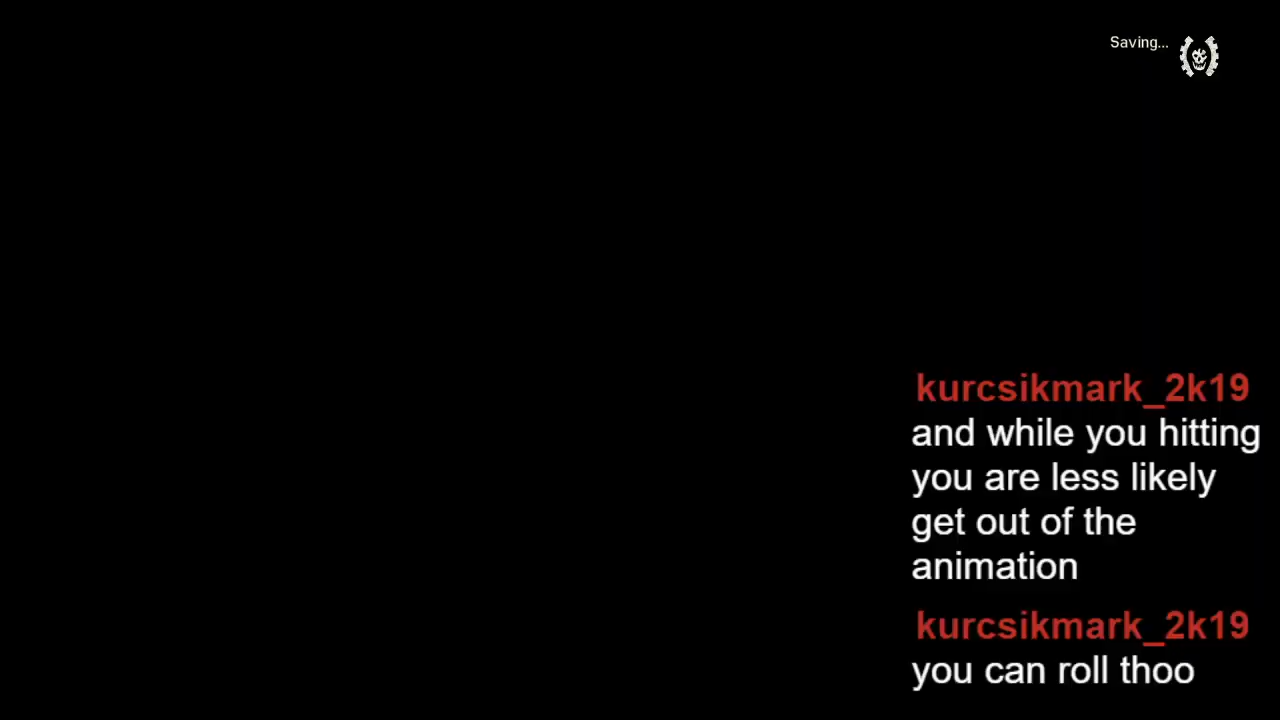 Saving...
kurcsikmark_2k19
and while you hitting
you are less likely
get out of the
animation
kurcsikmark_2k19
you can roll thoo